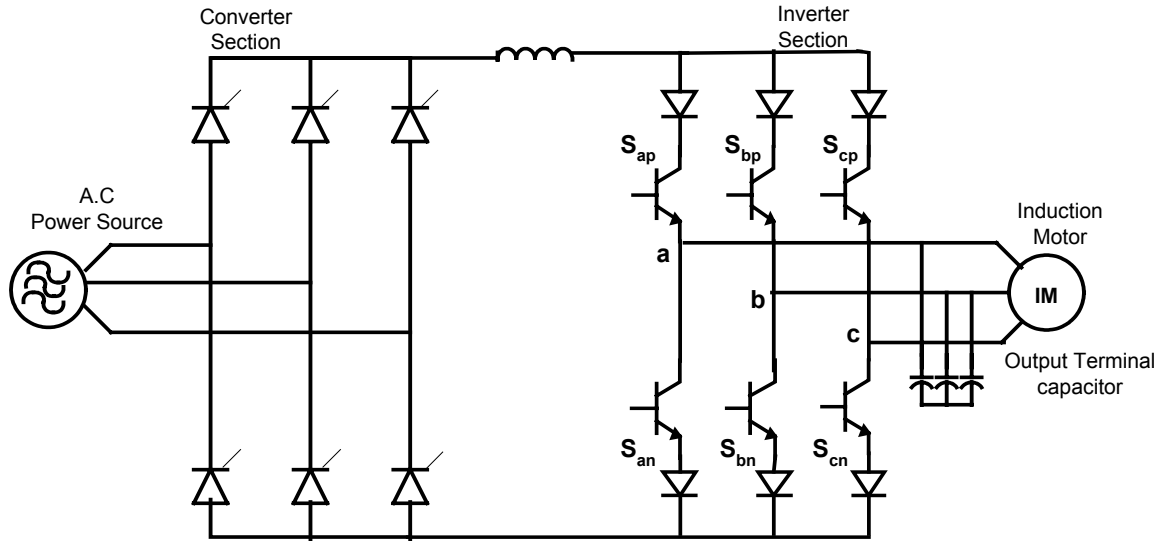 Converter
Section
Inverter
Section
S_ap
S_bp
S_cp
A.C
Power Source
Induction
Motor
a
b
IM
c
Output Terminal
capacitor
S_an
S_bn
S_cn